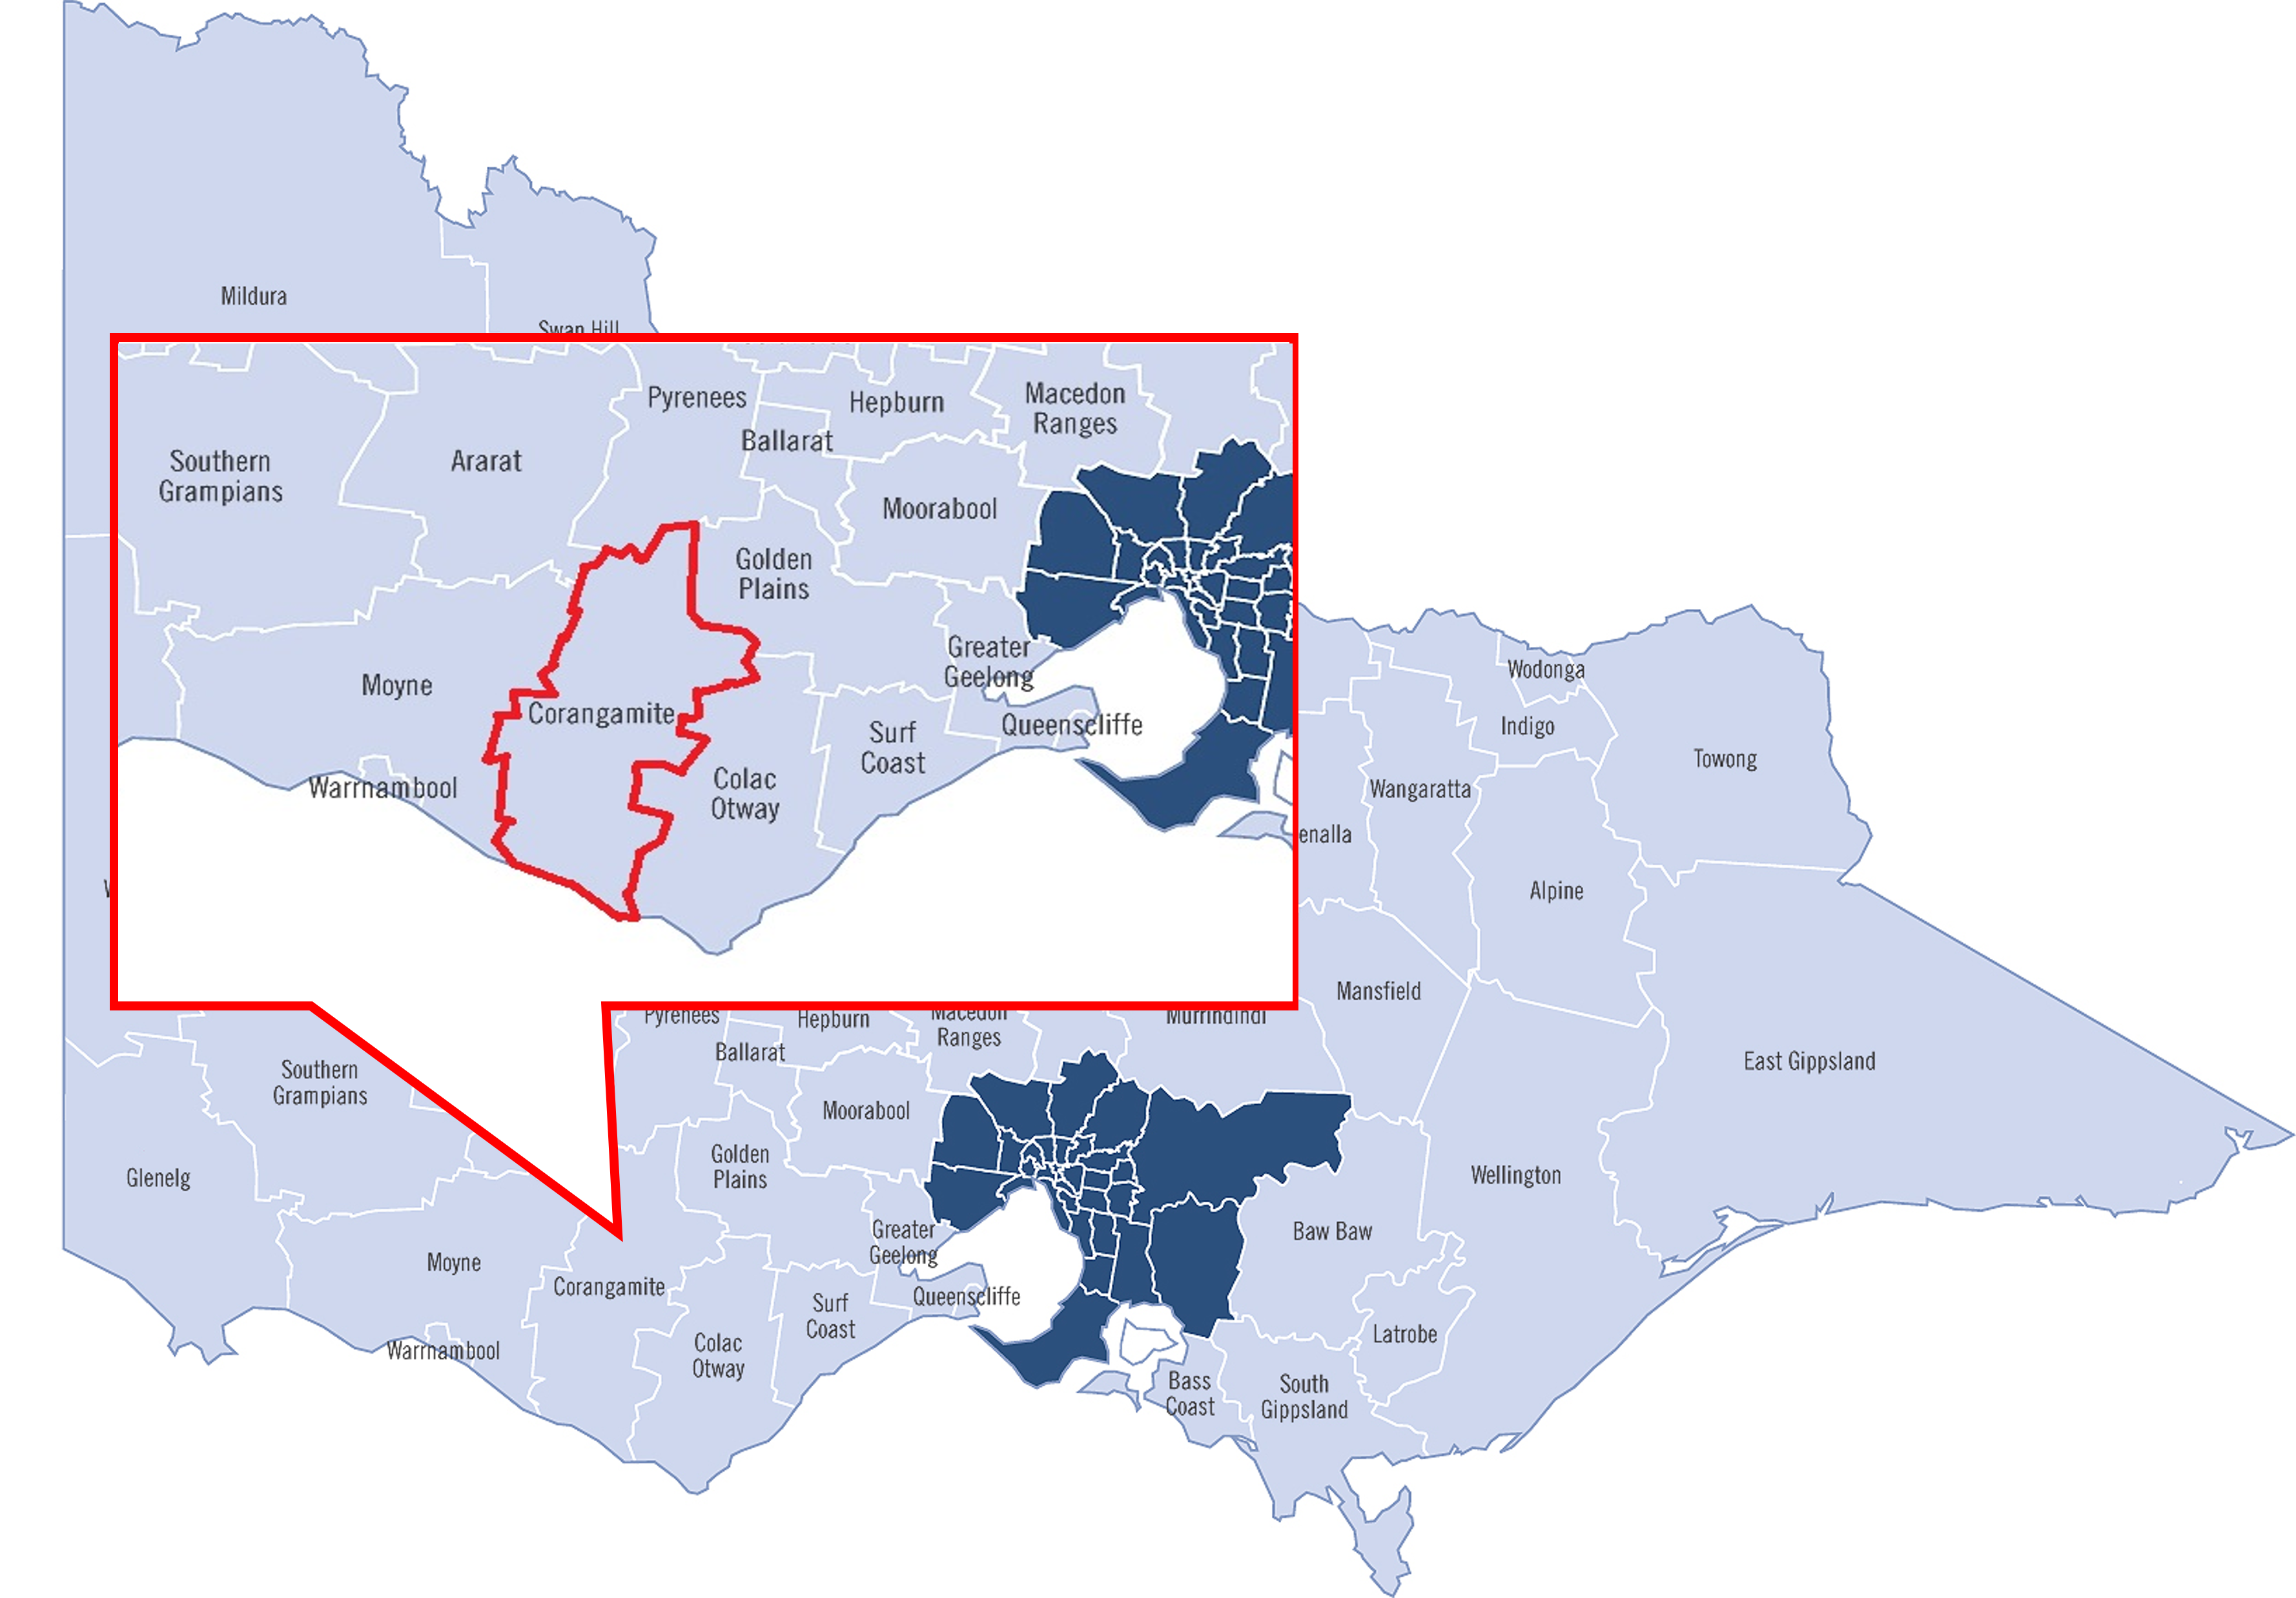 Mildura
Swan Hill
Pyrenees
Hepburn
Macedon
Ranges
Ballarat
Southern
Grampians
Ararat
Moorabool
Golden
Plains
Greater
Geelong
Moyne
Corangamite
Queenscliffe
Surf
Coast
Warrnambool
Colac
Otway
Wodonga
Indigo
Towong
Wangaratta
enalla
Alpine
Mansfield
East Gippsland
Pyrenees
Hepburn
Macedon
Ranges
Murrindindi
Ballarat
Southern
Grampians
Moorabool
Golden
Plains
Glenelg
Wellington
Greater
Geelong
Baw Baw
Moyne
Corangamite
Queenscliffe
Surf
Coast
Latrobe
Warrnambool
Colac
Otway
Bass
Coast
South
Gippsland